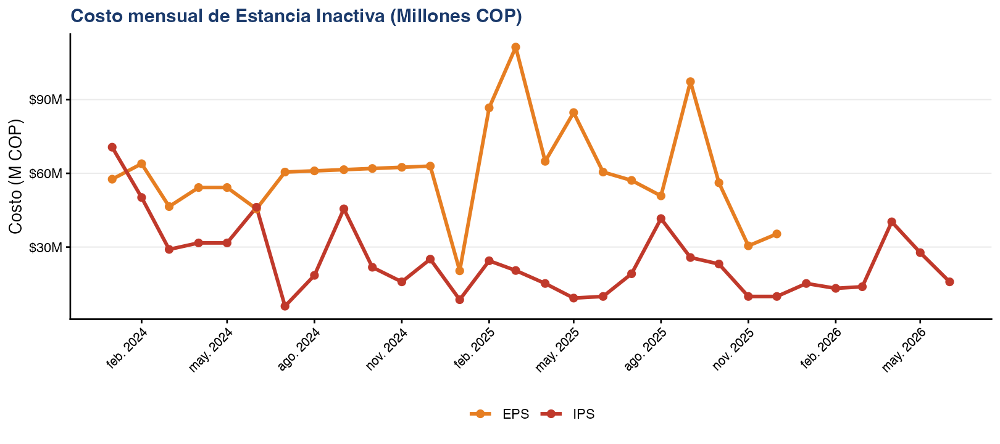 Costo mensual de Estancia Inactiva (Millones COP)
Costo (M COP)
$90M
$60M
$30M
feb. 2024
may. 2024
ago. 2024
nov. 2024
feb. 2025
may. 2025
ago. 2025
nov. 2025
feb. 2026
may. 2026
EPS IPS